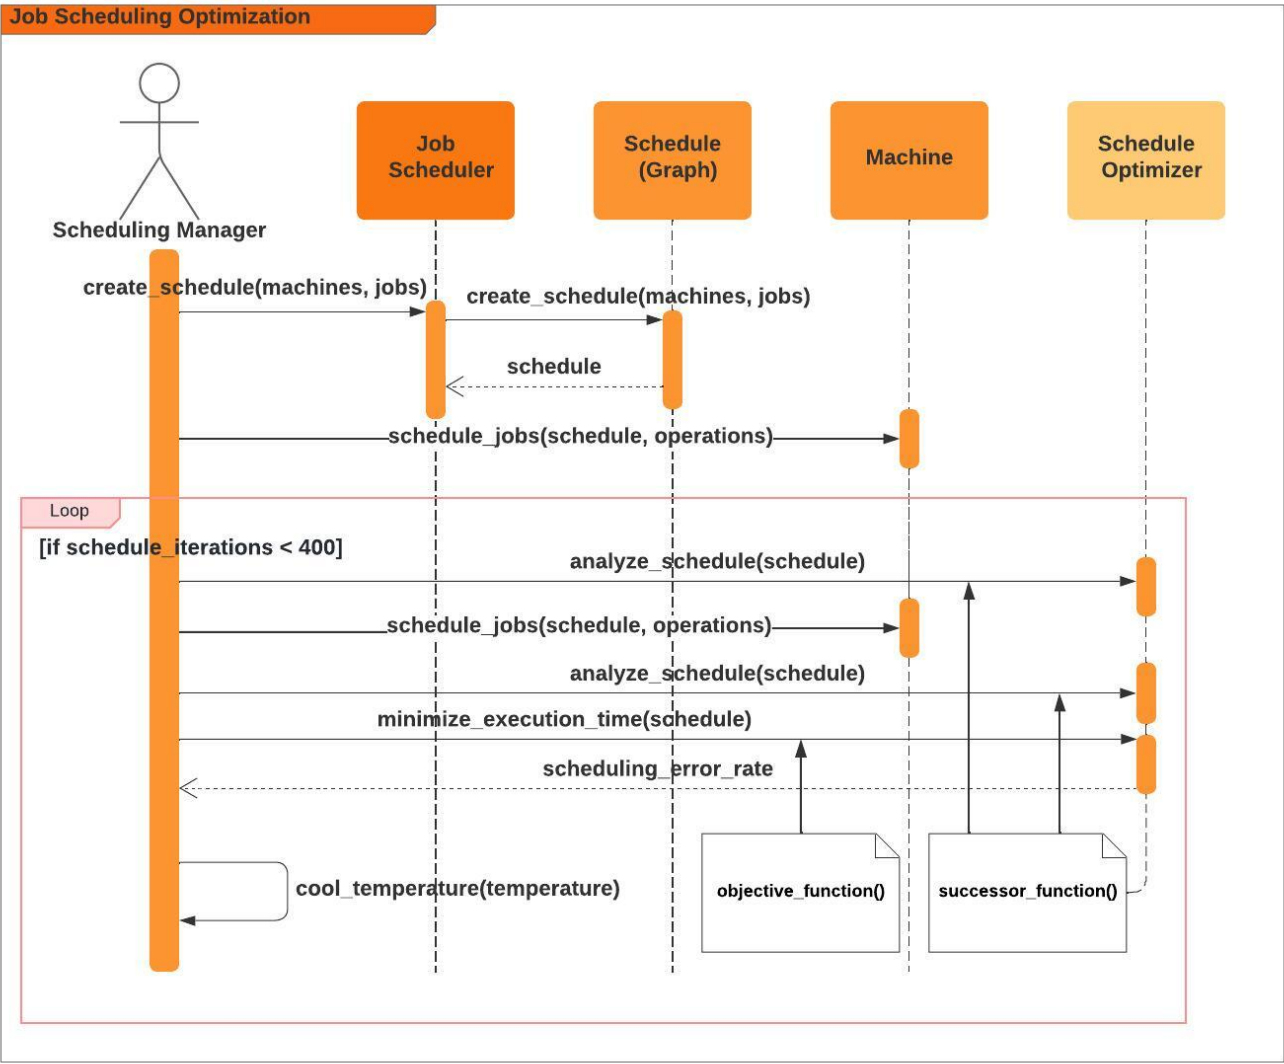 Job Scheduling Optimization
Job
Scheduler
Schedule
(Graph)
Machine
Schedule
Optimizer
Scheduling Manager
create_schedule(machines, jobs)
create_schedule(machines, jobs)
schedule
schedule_jobs(schedule, operations)
Loop
[if schedule_iterations < 400]
analyze_schedule(schedule)
schedule_jobs(schedule, operations)
analyze_schedule(schedule)
minimize_execution_time(schedule)
scheduling_error_rate
cool_temperature(temperature)
objective_function()
successor_function()